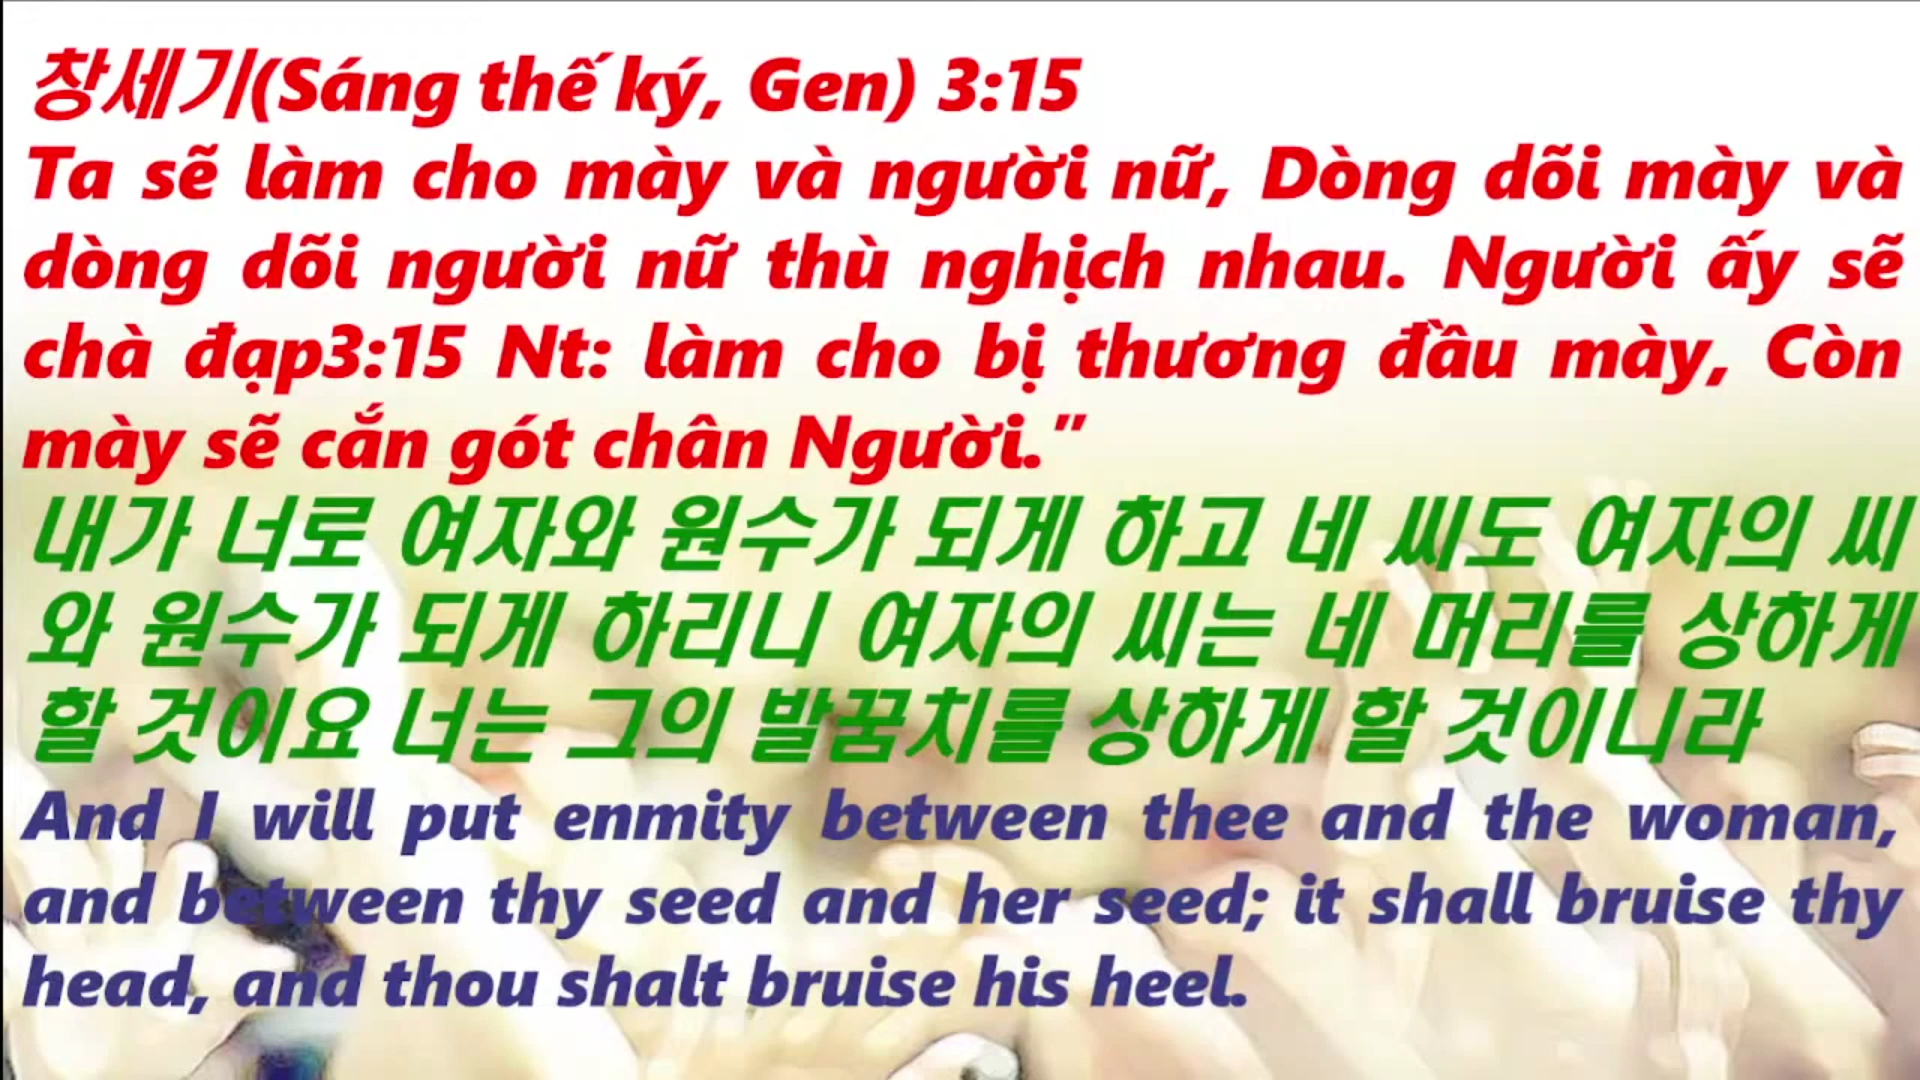 창세기(Sáng thế ký, Gen) 3:15
Ta sẽ làm cho mày và người nữ, Dòng dõi mày và
dòng dõi người nữ thù nghịch nhau. Người ấy sẽ
chà đạp3:15 Nt: làm cho bị thương đầu mày, Còn
mày sẽ cắn gót chân Người.”
내가 너로 여자와 원수가 되게 하고 네 씨도 여자의 씨
와 원수가 되게 하리니 여자의 씨는 네 머리를 상하게
할 것이요 너는 그의 발꿈치를 상하게 할 것이니라
And I will put enmity between thee and the woman,
and between thy seed and her seed; it shall bruise thy
head, and thou shalt bruise his heel.